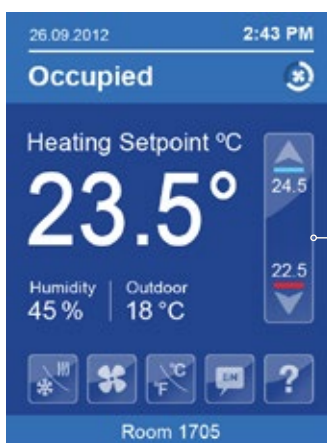 26.09.2012 2:43 PM
Occupied
Heating Setpoint ºC
23.5°
24.5
22.5
Humidity Outdoor
45 % 18 °C
°C
°F
EN
?
Room 1705